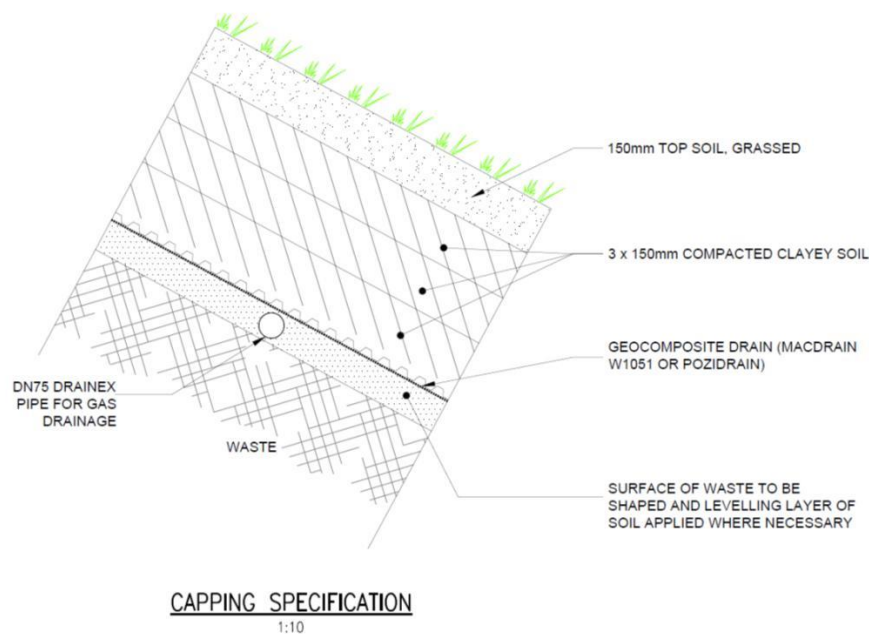 150mm TOP SOIL, GRASSED
3 x 150mm COMPACTED CLAYEY SOIL
GEOCOMPOSITE DRAIN (MACDRAIN
W1051 OR POZIDRAIN)
DN75 DRAINEX
PIPE FOR GAS
DRAINAGE
WASTE
SURFACE OF WASTE TO BE
SHAPED AND LEVELLING LAYER OF
SOIL APPLIED WHERE NECESSARY
CAPPING SPECIFICATION
1:10